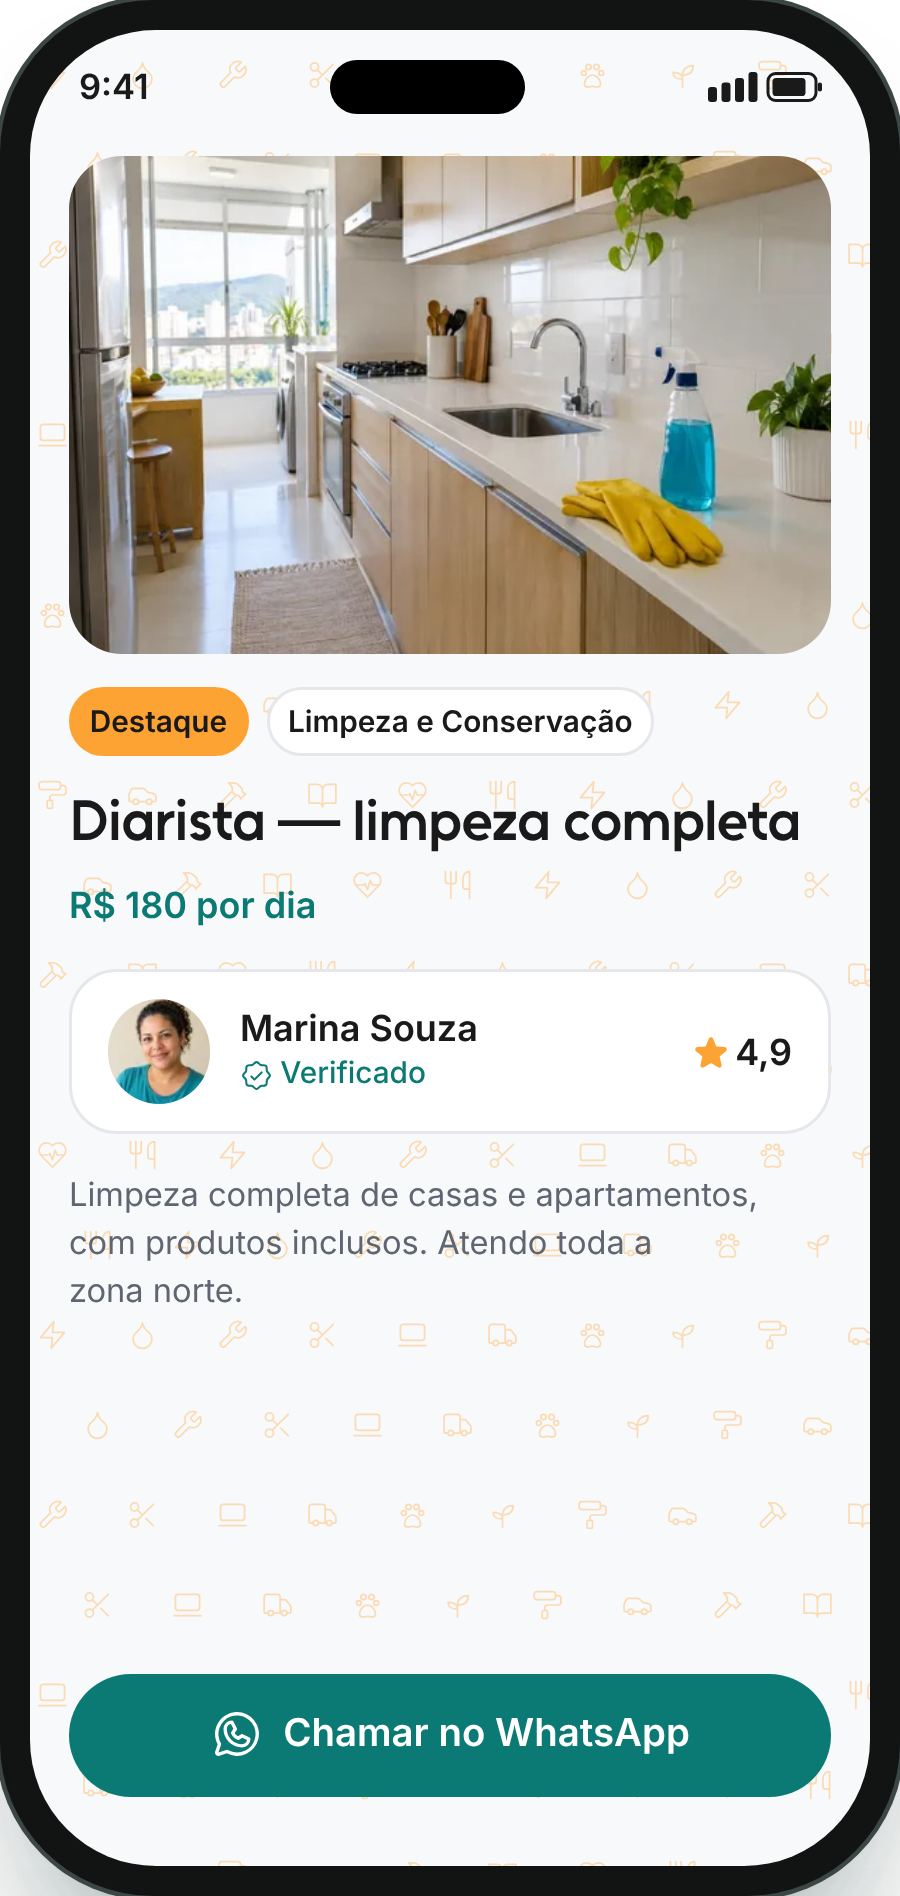 9:41
Destaque
Limpeza e Conservação
Diarista — limpeza completa
R$ 180 por dia
Marina Souza
Verificado
4,9
Limpeza completa de casas e apartamentos,
com produtos inclusos. Atendo toda a
zona norte.
Chamar no WhatsApp